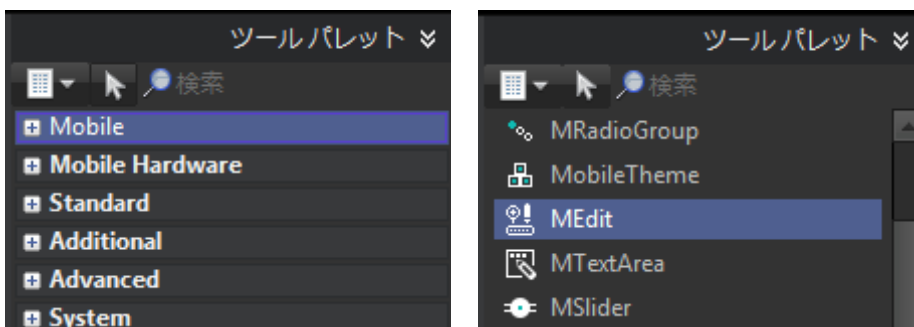 ツールパレット
検索
Mobile
Mobile Hardware
Standard
Additional
Advanced
System
ツールパレット
検索
MRadioGroup
MobileTheme
MEdit
MTextArea
MSlider